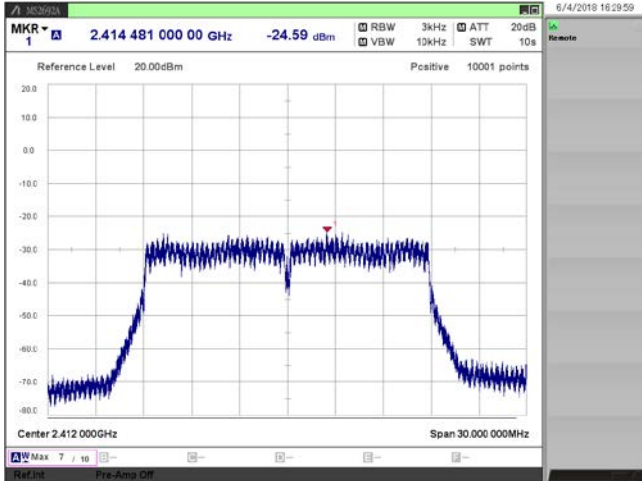 MS2692A
6/4/2018 16:29:59
MKR 1 A 2.414 481 000 00 GHz -24.59 dBm
M RBW 3kHz M ATT 20dB
M VBW 10kHz SWT 10s
Remote
Reference Level 20.00dBm Positive 10001 points
20.0
10.0
0.0
-10.0
-20.0
1
-30.0
-40.0
-50.0
-60.0
-70.0
-80.0
Center 2.412 000GHz Span 30.000 000MHz
A W Max 7 / 10
Ref.Int Pre-Amp Off